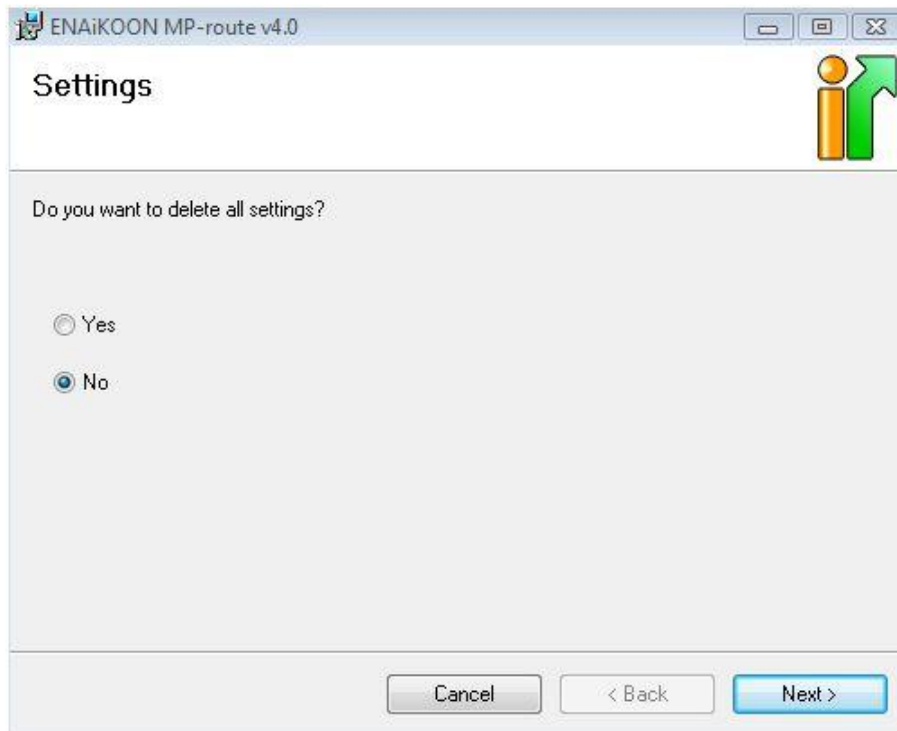 ENAiKOON MP-route v4.0
Settings
Do you want to delete all settings?
Yes
No
Cancel
< Back
Next >